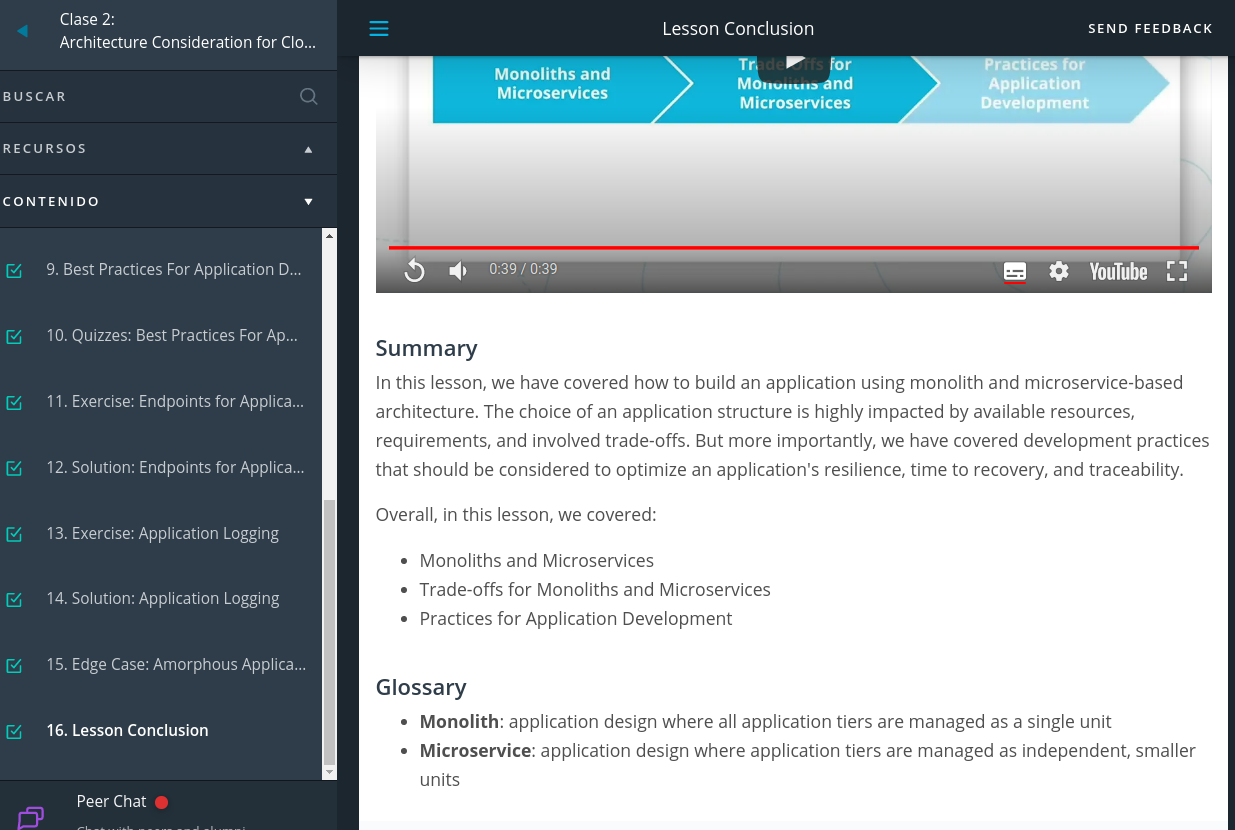 Clase 2:
Architecture Consideration for Clo...
BUSCAR
RECURSOS
CONTENIDO
9. Best Practices For Application D...
10. Quizzes: Best Practices For Ap...
11. Exercise: Endpoints for Applica...
12. Solution: Endpoints for Applica...
13. Exercise: Application Logging
14. Solution: Application Logging
15. Edge Case: Amorphous Applica...
16. Lesson Conclusion
Peer Chat
Chat with peers and alumni
Lesson Conclusion
SEND FEEDBACK
Monoliths and
Microservices
Trade-offs for
Monoliths and
Microservices
Practices for
Application
Development
0:39 / 0:39
YouTube
Summary
In this lesson, we have covered how to build an application using monolith and microservice-based
architecture. The choice of an application structure is highly impacted by available resources,
requirements, and involved trade-offs. But more importantly, we have covered development practices
that should be considered to optimize an application's resilience, time to recovery, and traceability.
Overall, in this lesson, we covered:
Monoliths and Microservices
Trade-offs for Monoliths and Microservices
Practices for Application Development
Glossary
Monolith: application design where all application tiers are managed as a single unit
Microservice: application design where application tiers are managed as independent, smaller
units